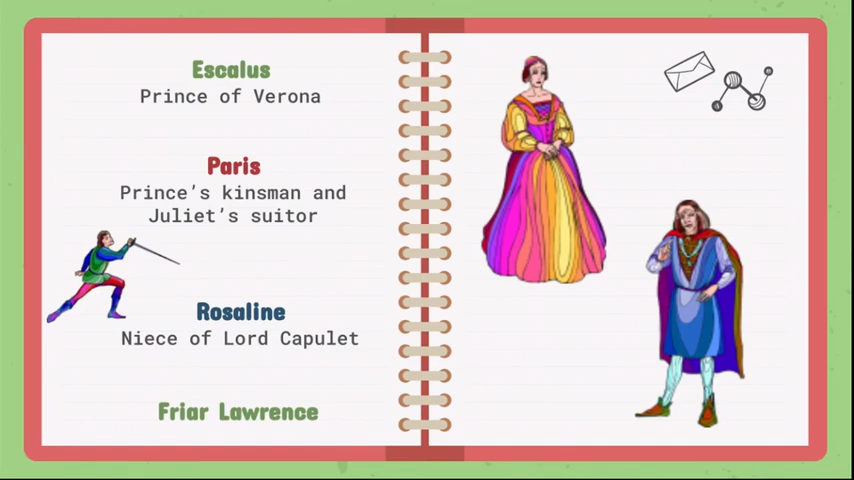 Escalus
Prince of Verona
Paris
Prince's kinsman and
Juliet's suitor
Rosaline
Niece of Lord Capulet
Friar Lawrence